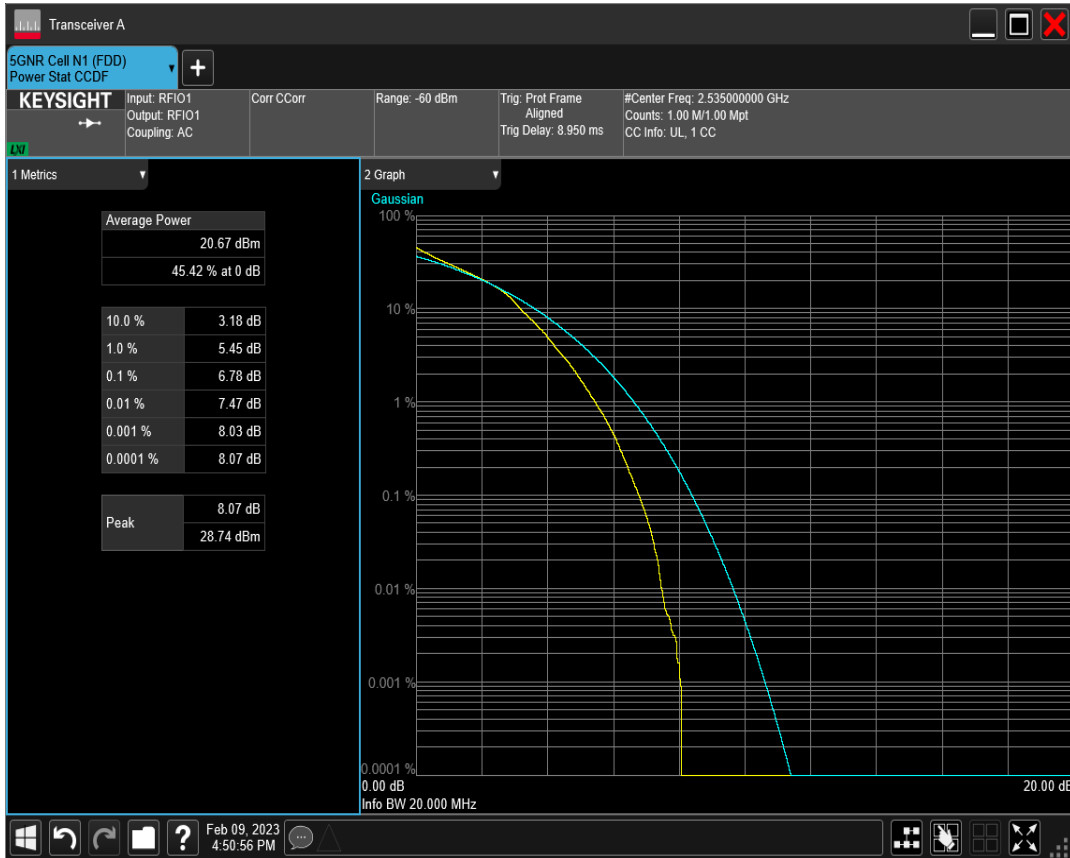 Transceiver A
5GNR Cell N1 (FDD)
Power Stat CCDF
+
KEYSIGHT
LXI
Input: RFIO1
Output: RFIO1
Coupling: AC
Corr CCorr
Range: -60 dBm
Trig: Prot Frame
Aligned
Trig Delay: 8.950 ms
#Center Freq: 2.535000000 GHz
Counts: 1.00 M/1.00 Mpt
CC Info: UL, 1 CC
1 Metrics
Average Power
20.67 dBm
45.42 % at 0 dB
10.0 % 3.18 dB
1.0 % 5.45 dB
0.1 % 6.78 dB
0.01 % 7.47 dB
0.001 % 8.03 dB
0.0001 % 8.07 dB
Peak 8.07 dB
28.74 dBm
2 Graph
Gaussian
100 %
10 %
1 %
0.1 %
0.01 %
0.001 %
0.0001 %
0.00 dB 20.00 dB
Info BW 20.000 MHz
?
Feb 09, 2023
4:50:56 PM